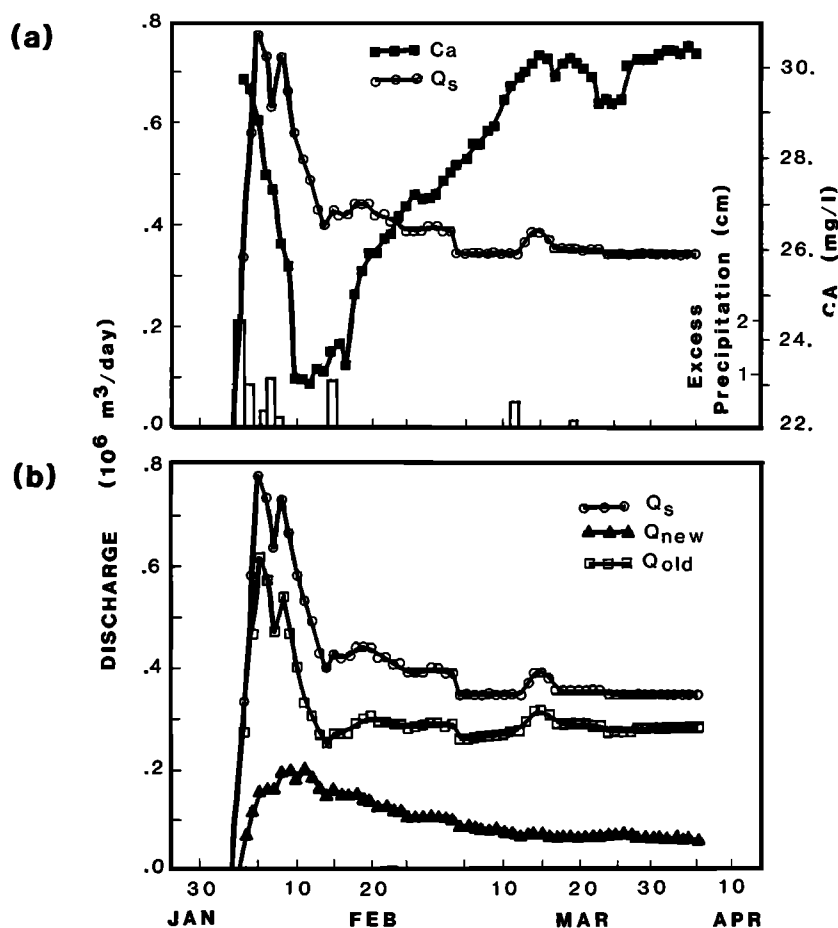 (a)
.8
.6
.4
.2
.0
Ca
Qs
30.
28.
26.
24.
22.
CA (mg/l)
Excess
Precipitation (cm)
2
1
DISCHARGE (10⁶ m³/day)
(b)
.8
.6
.4
.2
.0
Qs
Qnew
Qold
30 10 20 10 20 30 10
JAN FEB MAR APR